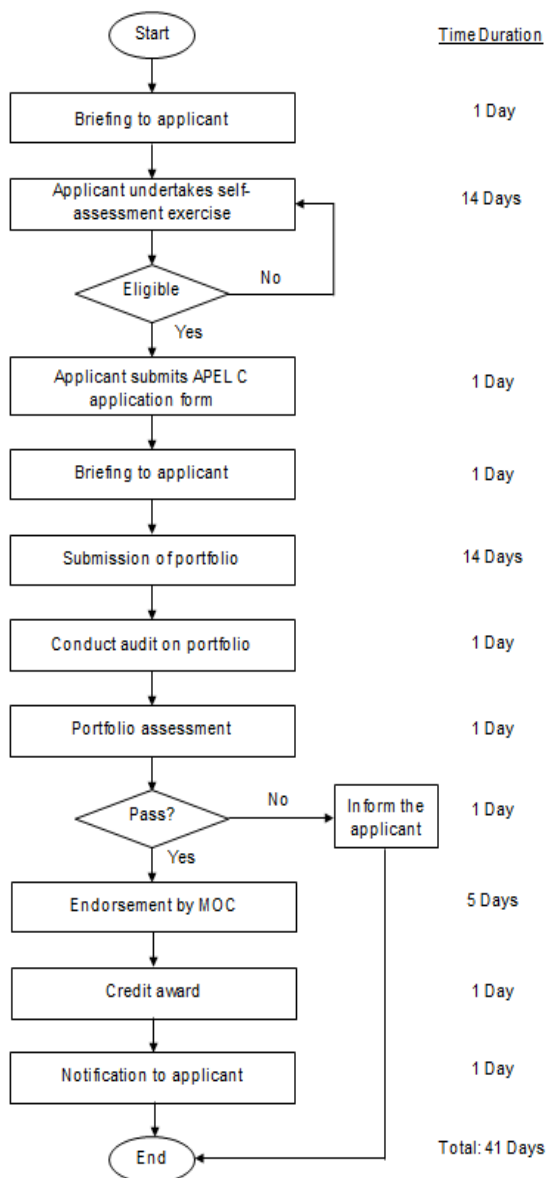 Start
Time Duration
Briefing to applicant
1 Day
Applicant undertakes self-
assessment exercise
14 Days
Eligible
No
Yes
Applicant submits APEL C
application form
1 Day
Briefing to applicant
1 Day
Submission of portfolio
14 Days
Conduct audit on portfolio
1 Day
Portfolio assessment
1 Day
Pass?
No
Inform the
applicant
1 Day
Yes
Endorsement by MOC
5 Days
Credit award
1 Day
Notification to applicant
1 Day
End
Total: 41 Days